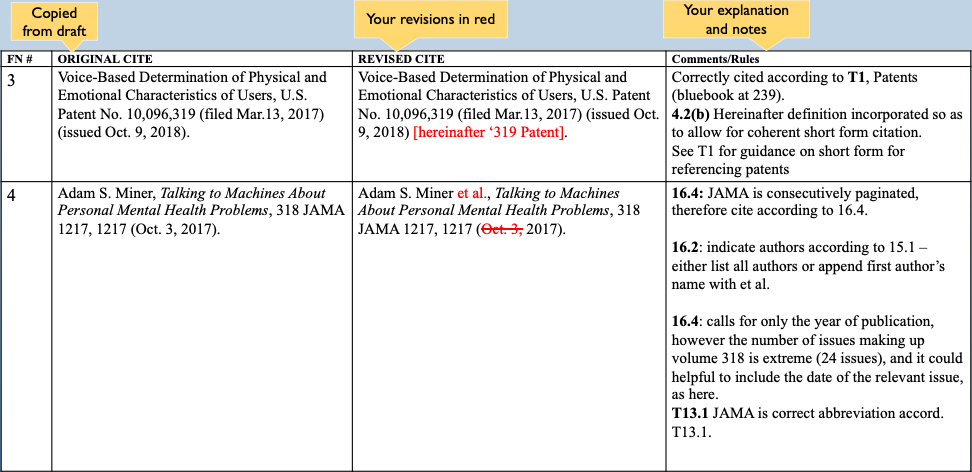 Copied
from draft
Your revisions in red
Your explanation
and notes
FN #
ORIGINAL CITE
REVISED CITE
Comments/Rules
3
Voice-Based Determination of Physical and
Emotional Characteristics of Users, U.S.
Patent No. 10,096,319 (filed Mar.13, 2017)
(issued Oct. 9, 2018).
Voice-Based Determination of Physical and
Emotional Characteristics of Users, U.S. Patent
No. 10,096,319 (filed Mar.13, 2017) (issued Oct.
9, 2018) [hereinafter ‘319 Patent].
Correctly cited according to T1, Patents
(bluebook at 239).
4.2(b) Hereinafter definition incorporated so as
to allow for coherent short form citation.
See T1 for guidance on short form for
referencing patents
4
Adam S. Miner, Talking to Machines About
Personal Mental Health Problems, 318 JAMA
1217, 1217 (Oct. 3, 2017).
Adam S. Miner et al., Talking to Machines
About Personal Mental Health Problems, 318
JAMA 1217, 1217 (Oct. 3, 2017).
16.4: JAMA is consecutively paginated,
therefore cite according to 16.4.
16.2: indicate authors according to 15.1 –
either list all authors or append first author’s
name with et al.
16.4: calls for only the year of publication,
however the number of issues making up
volume 318 is extreme (24 issues), and it could
helpful to include the date of the relevant issue,
as here.
T13.1 JAMA is correct abbreviation accord.
T13.1.